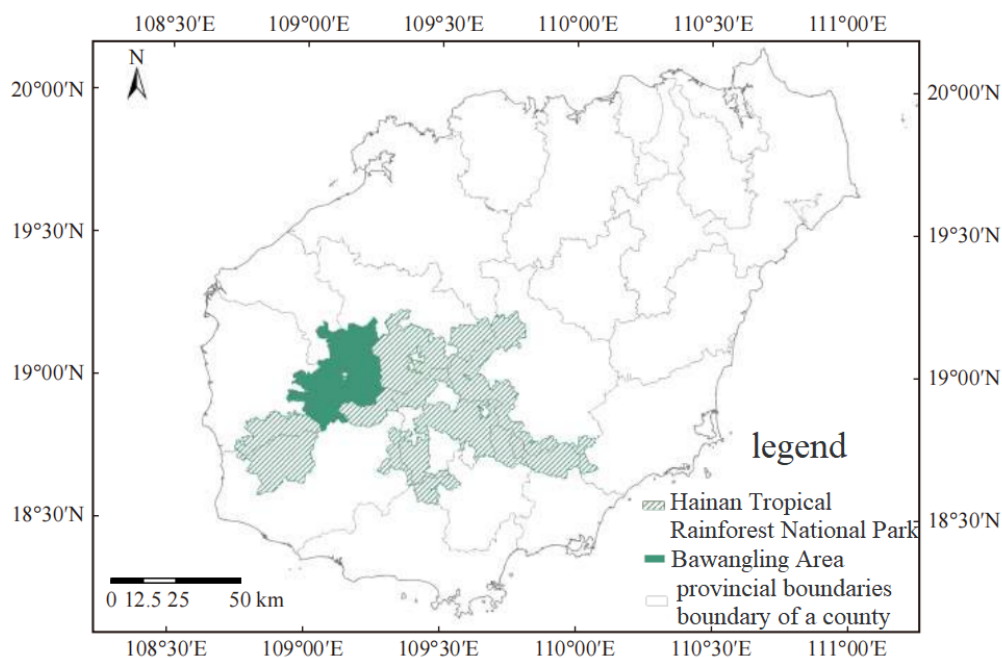 108°30′E 109°00′E 109°30′E 110°00′E 110°30′E 111°00′E
N
20°00′N
20°00′N
19°30′N
19°30′N
19°00′N
19°00′N
18°30′N
18°30′N
legend
Hainan Tropical
Rainforest National Park
Bawangling Area
provincial boundaries
boundary of a county
0 12.5 25 50 km
108°30′E 109°00′E 109°30′E 110°00′E 110°30′E 111°00′E